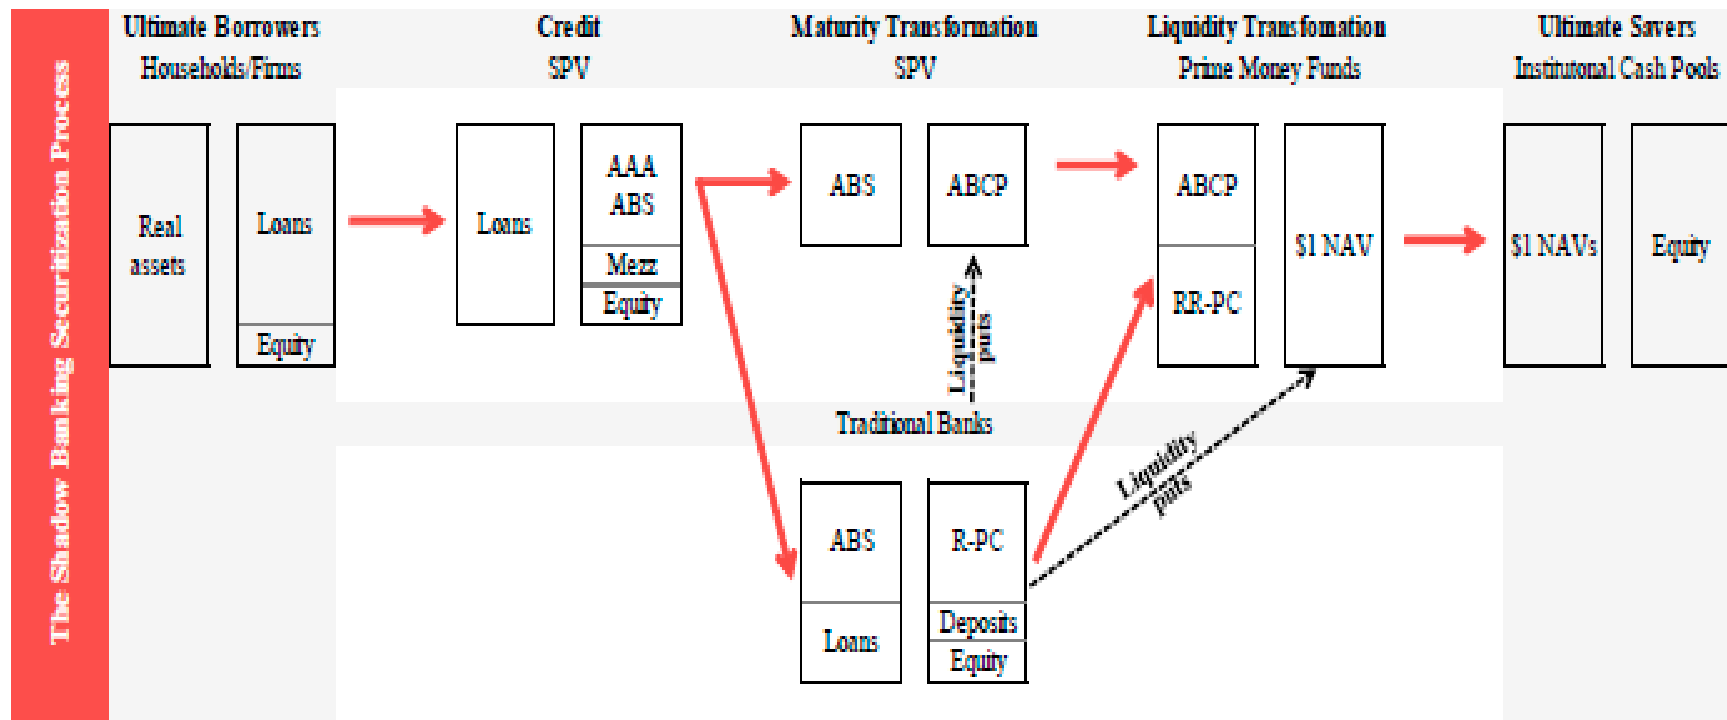 The Shadow Banking Securitization Process
Ultimate Borrowers
Households/Firms
Credit
SPV
Maturity Transformation
SPV
Liquidity Transfomation
Prime Money Funds
Ultimate Savers
Institutonal Cash Pools
Real
assets
Loans
Equity
Loans
AAA
ABS
Mezz
Equity
ABS
ABCP
Liquidity
puts
ABCP
RR-PC
$1 NAV
$1 NAVs
Equity
Traditional Banks
ABS
Loans
R-PC
Deposits
Equity
Liquidity
puts